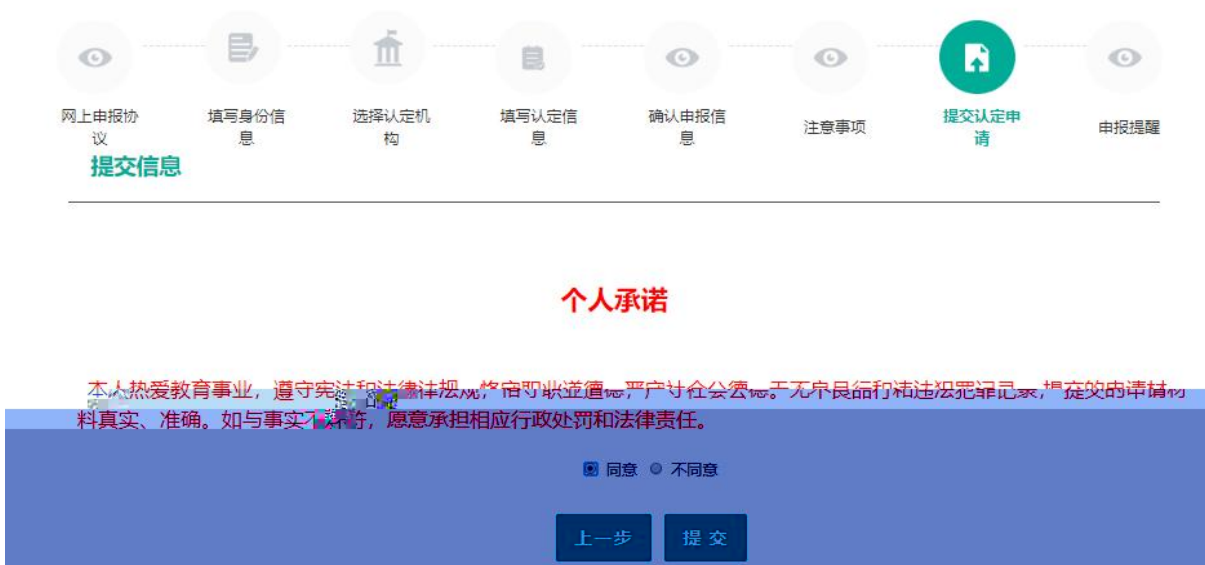 网上申报协议
填写身份信息
选择认定机构
填写认定信息
确认申报信息
注意事项
提交认定申请
申报提醒
提交信息
个人承诺
本人热爱教育事业，遵守宪法和法律法规，恪守职业道德，严守社会公德。无不良品行和违法犯罪记录，提交的申请材
料真实、准确。如与事实不符，愿意承担相应行政处罚和法律责任。
同意 不同意
上一步 提 交